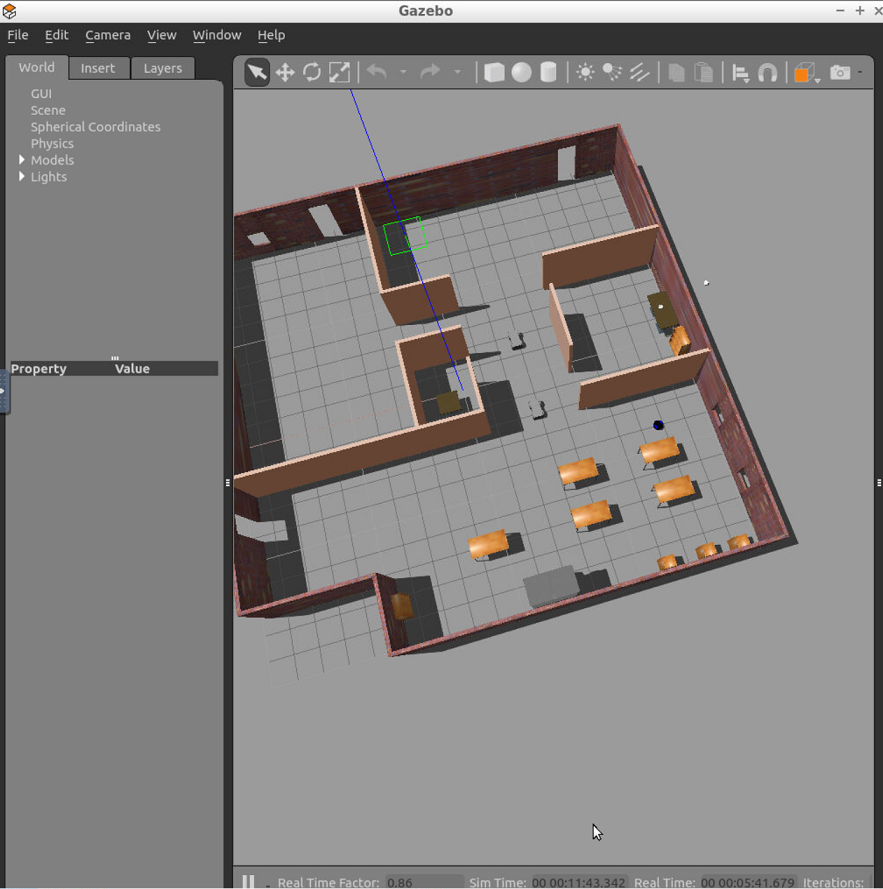 Gazebo
File Edit Camera View Window Help
World Insert Layers
GUI
Scene
Spherical Coordinates
Physics
Models
Lights
Property Value
Real Time Factor: 0.86 Sim Time: 00 00:11:43.342 Real Time: 00 00:05:41.679 Iterations: